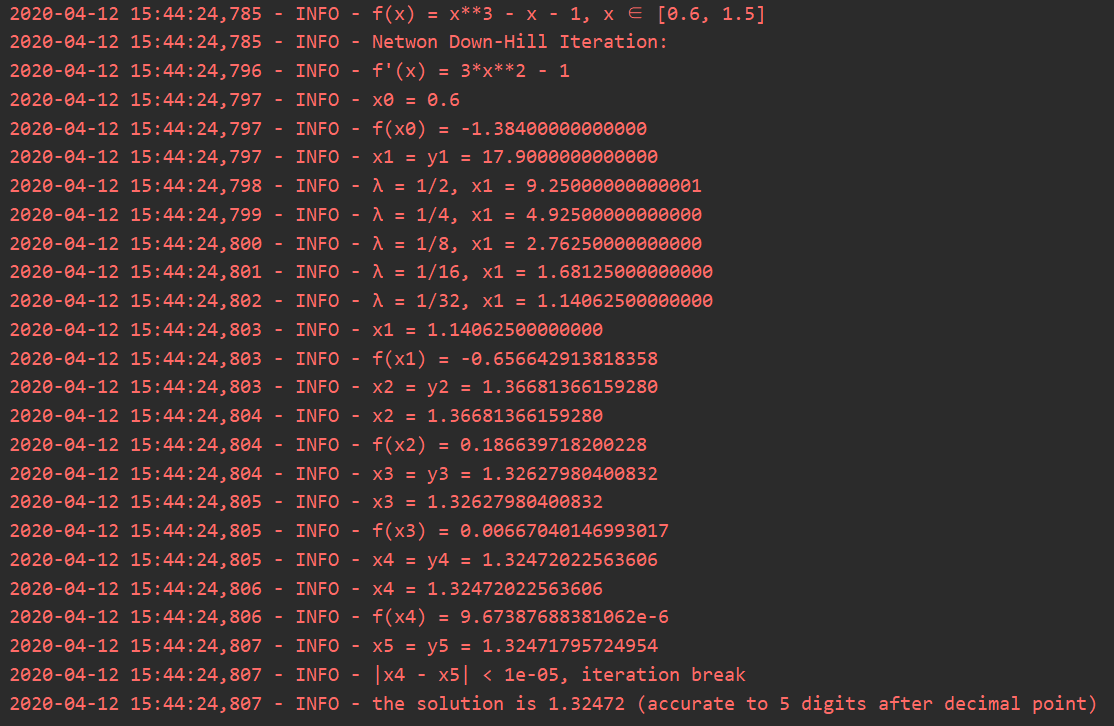 2020-04-12 15:44:24,785 - INFO - f(x) = x**3 - x - 1, x ∈ [0.6, 1.5]
2020-04-12 15:44:24,785 - INFO - Netwon Down-Hill Iteration:
2020-04-12 15:44:24,796 - INFO - f'(x) = 3*x**2 - 1
2020-04-12 15:44:24,797 - INFO - x0 = 0.6
2020-04-12 15:44:24,797 - INFO - f(x0) = -1.38400000000000
2020-04-12 15:44:24,797 - INFO - x1 = y1 = 17.9000000000000
2020-04-12 15:44:24,798 - INFO - λ = 1/2, x1 = 9.25000000000001
2020-04-12 15:44:24,799 - INFO - λ = 1/4, x1 = 4.92500000000000
2020-04-12 15:44:24,800 - INFO - λ = 1/8, x1 = 2.76250000000000
2020-04-12 15:44:24,801 - INFO - λ = 1/16, x1 = 1.68125000000000
2020-04-12 15:44:24,802 - INFO - λ = 1/32, x1 = 1.14062500000000
2020-04-12 15:44:24,803 - INFO - x1 = 1.14062500000000
2020-04-12 15:44:24,803 - INFO - f(x1) = -0.656642913818358
2020-04-12 15:44:24,803 - INFO - x2 = y2 = 1.36681366159280
2020-04-12 15:44:24,804 - INFO - x2 = 1.36681366159280
2020-04-12 15:44:24,804 - INFO - f(x2) = 0.186639718200228
2020-04-12 15:44:24,804 - INFO - x3 = y3 = 1.32627980400832
2020-04-12 15:44:24,805 - INFO - x3 = 1.32627980400832
2020-04-12 15:44:24,805 - INFO - f(x3) = 0.00667040146993017
2020-04-12 15:44:24,805 - INFO - x4 = y4 = 1.32472022563606
2020-04-12 15:44:24,806 - INFO - x4 = 1.32472022563606
2020-04-12 15:44:24,806 - INFO - f(x4) = 9.67387688381062e-6
2020-04-12 15:44:24,807 - INFO - x5 = y5 = 1.32471795724954
2020-04-12 15:44:24,807 - INFO - |x4 - x5| < 1e-05, iteration break
2020-04-12 15:44:24,807 - INFO - the solution is 1.32472 (accurate to 5 digits after decimal point)